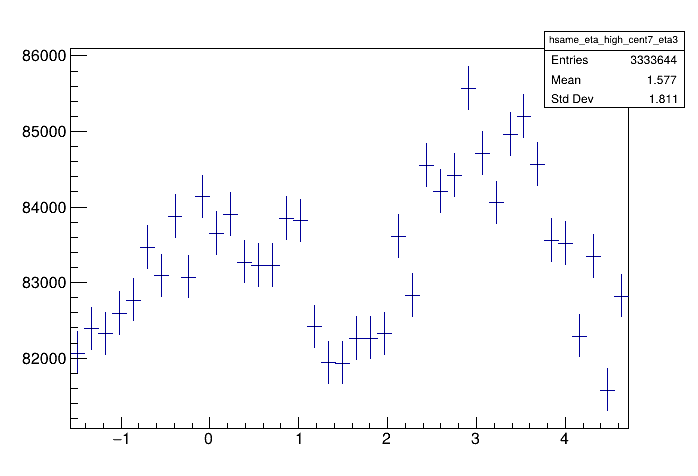 hsame_eta_high_cent7_eta3
Entries 3333644
Mean 1.577
Std Dev 1.811
86000
85000
84000
83000
82000
−1 0 1 2 3 4